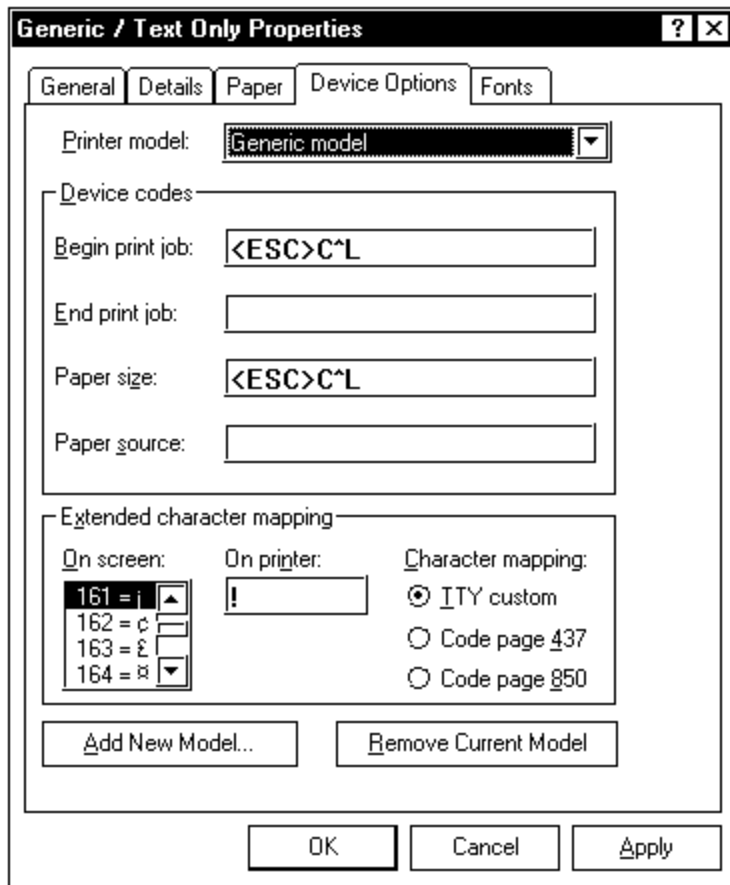 Generic / Text Only Properties ? ×
General Details Paper Device Options Fonts
Printer model: Generic model
Device codes
Begin print job: <ESC>C^L
End print job:
Paper size: <ESC>C^L
Paper source:
Extended character mapping
On screen: On printer: Character mapping:
161 = ¡ ! TTY custom
162 = ¢
163 = £ Code page 437
164 = ¤ Code page 850
Add New Model... Remove Current Model
OK Cancel Apply